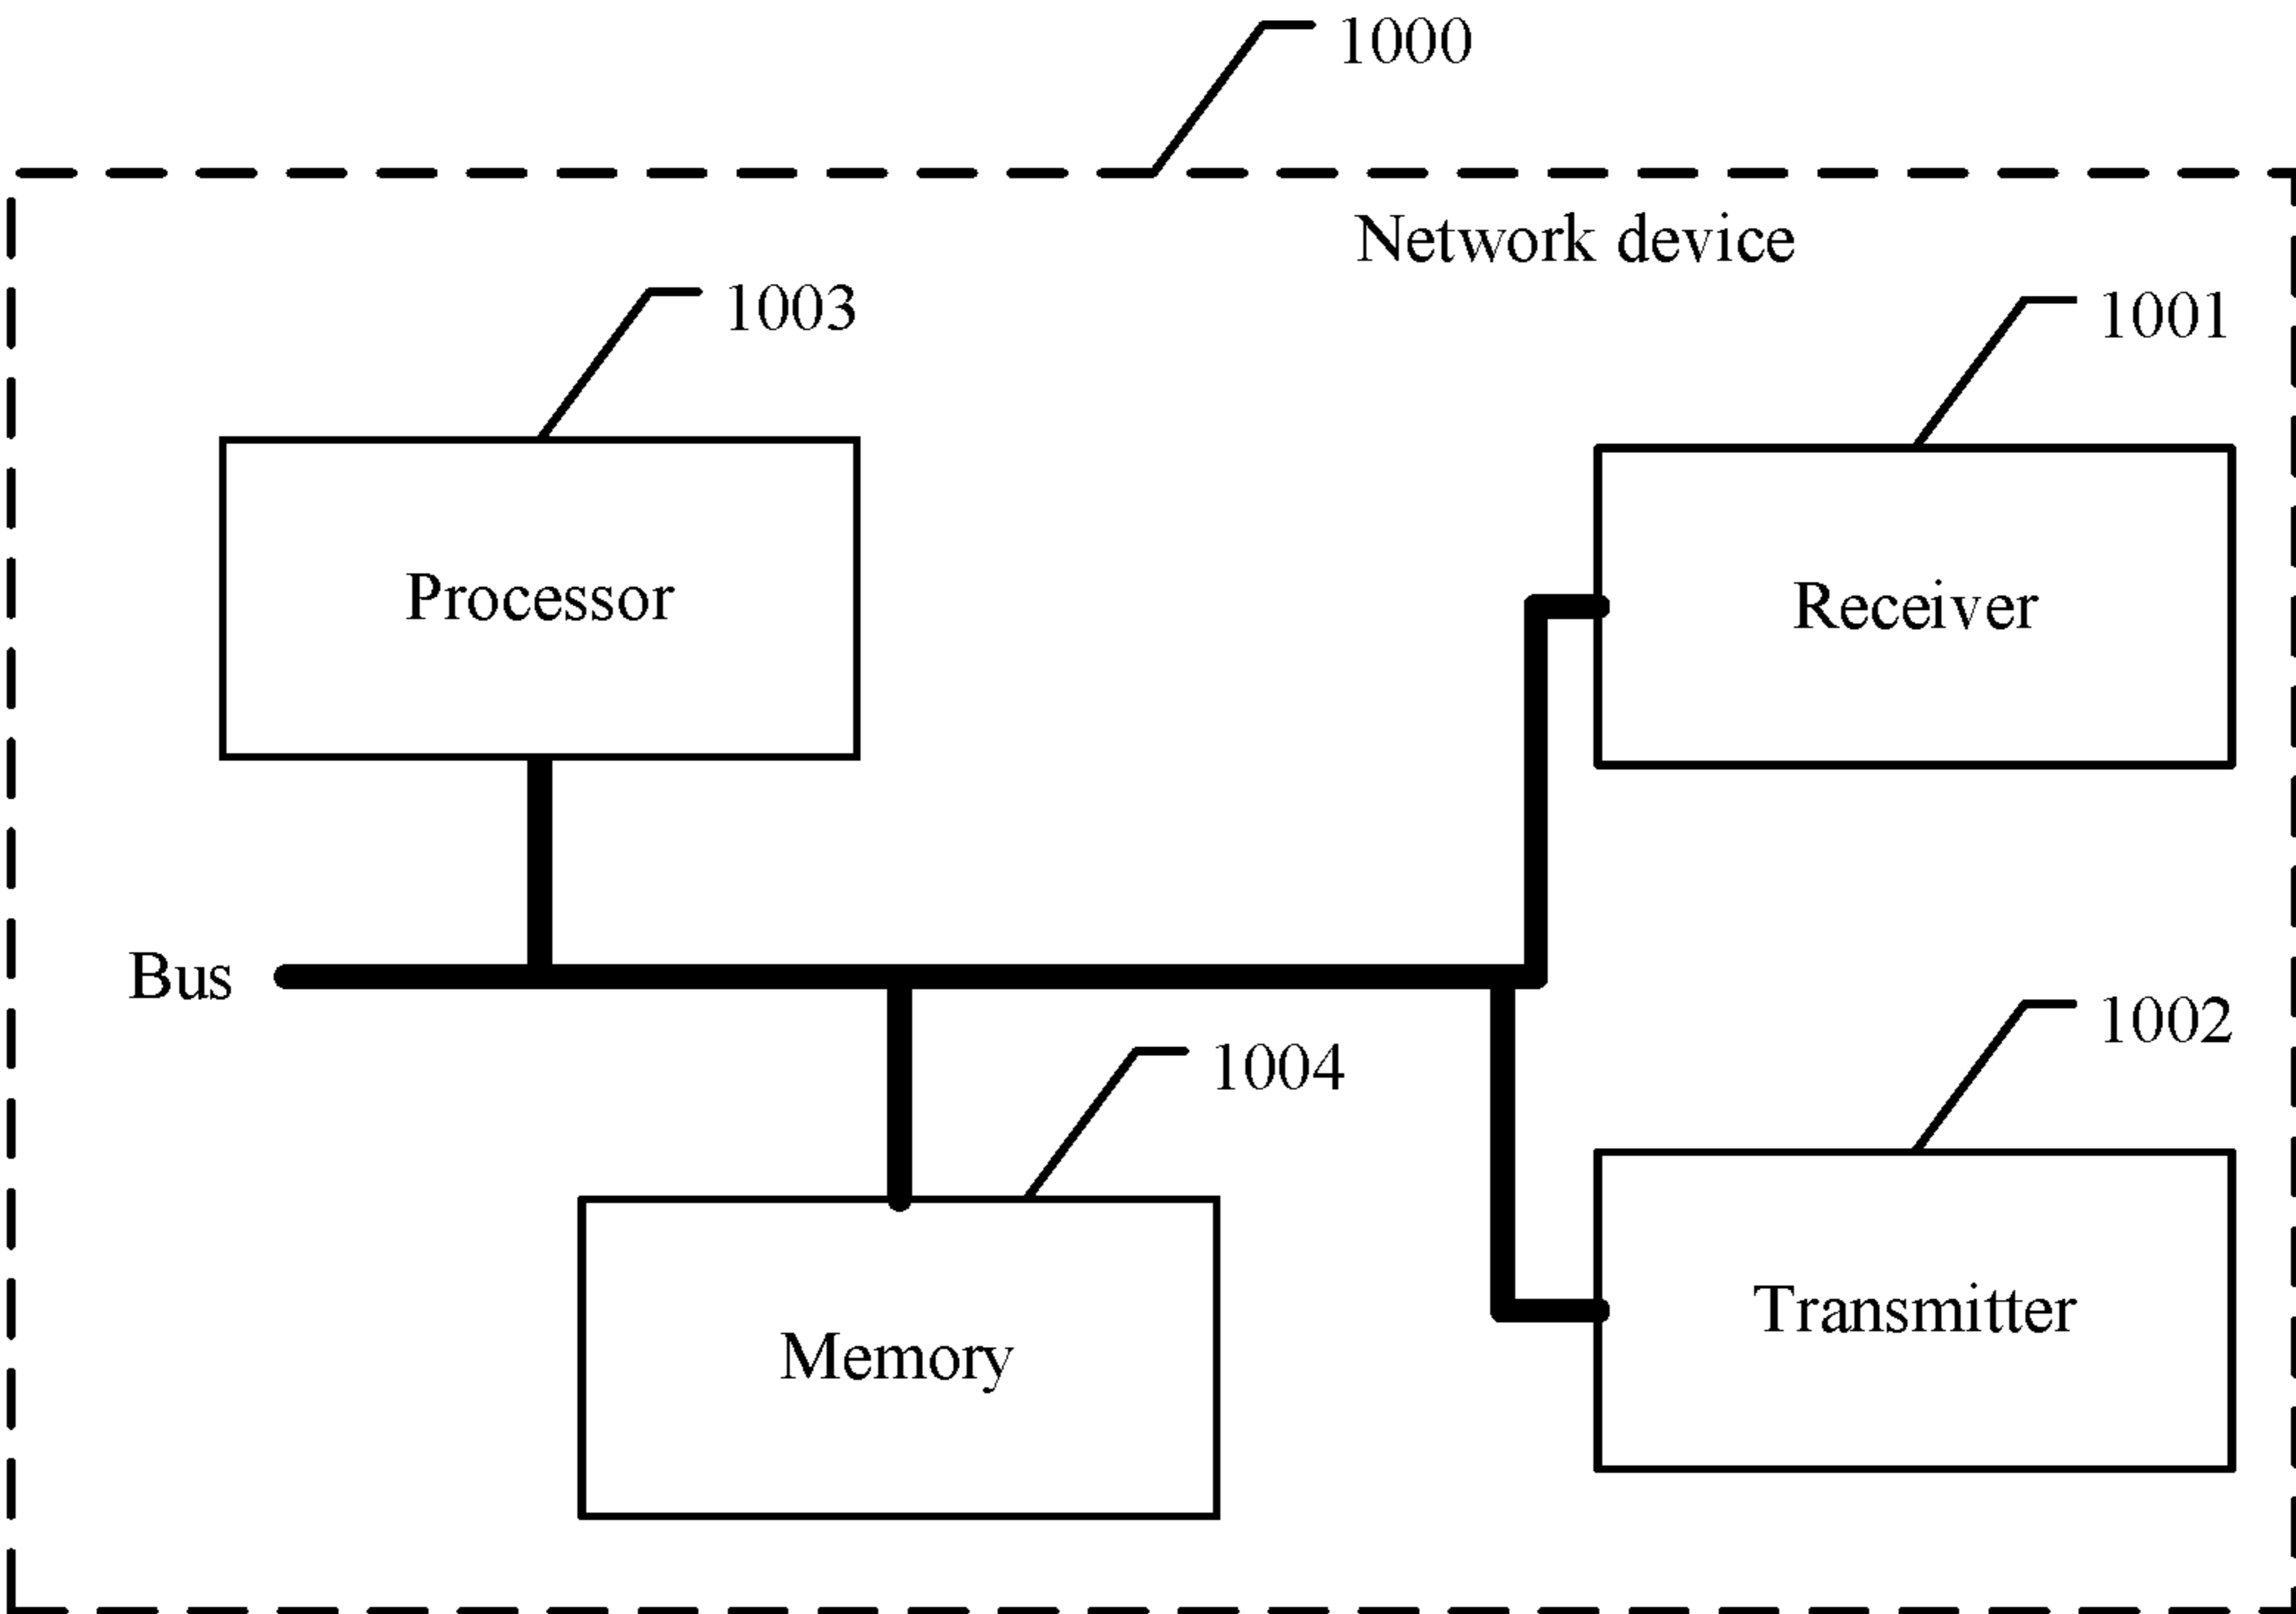 1000
Network device
1003
1001
Processor
Receiver
Bus
1002
1004
Transmitter
Memory